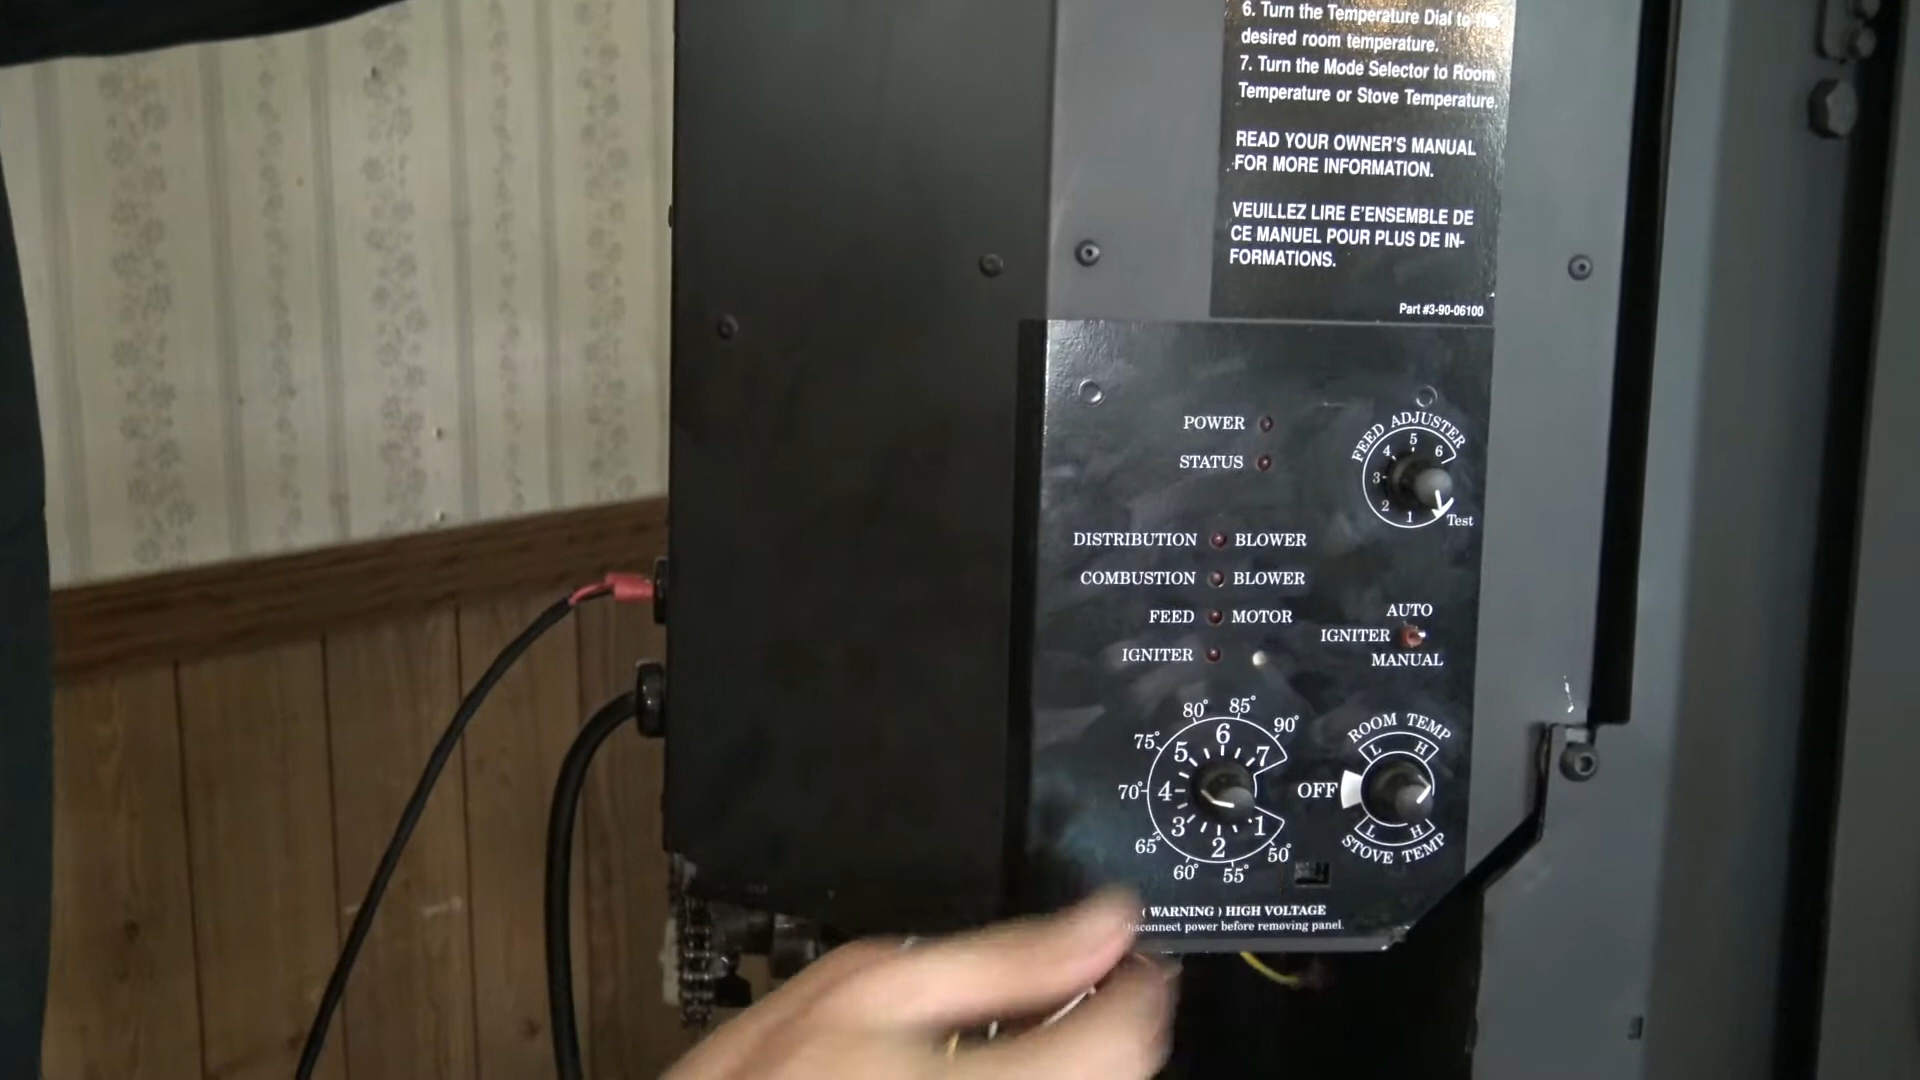 6. Turn the Temperature Dial to the
desired room temperature.
7. Turn the Mode Selector to Room
Temperature or Stove Temperature.
READ YOUR OWNER'S MANUAL
FOR MORE INFORMATION.
VEUILLEZ LIRE E'ENSEMBLE DE
CE MANUEL POUR PLUS DE IN-
FORMATIONS.
Part #3-90-06100
POWER
STATUS
FEED ADJUSTER
1 2 3 4 5 6
Test
DISTRIBUTION BLOWER
COMBUSTION BLOWER
FEED MOTOR
IGNITER
AUTO
IGNITER
MANUAL
50° 55° 60° 65° 70° 75° 80° 85° 90°
1 2 3 4 5 6 7
ROOM TEMP
L H
OFF
L H
STOVE TEMP
( WARNING ) HIGH VOLTAGE
Disconnect power before removing panel.